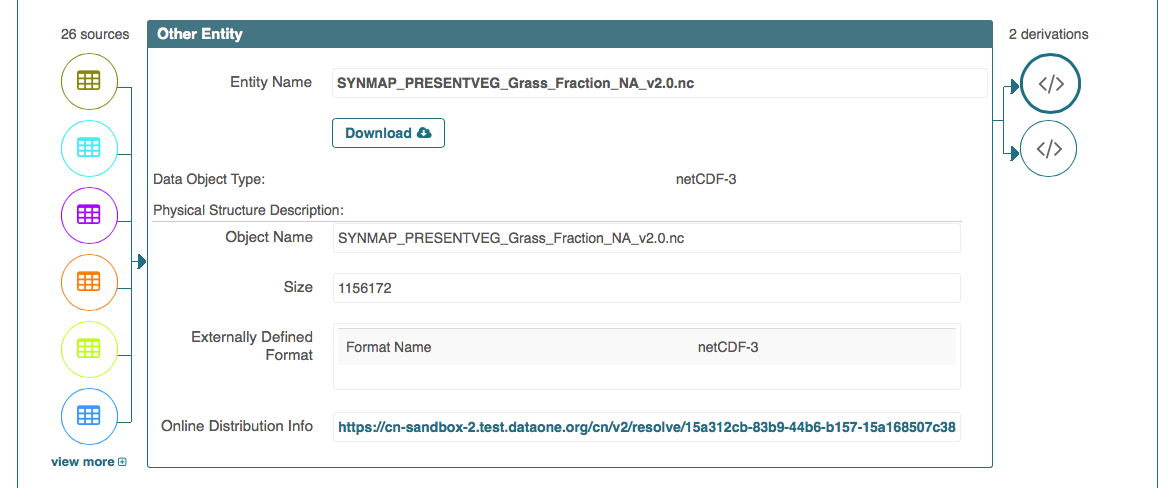 26 sources
Other Entity
2 derivations
Entity Name
SYNMAP_PRESENTVEG_Grass_Fraction_NA_v2.0.nc
</>
Download
</>
Data Object Type:
netCDF-3
Physical Structure Description:
Object Name
SYNMAP_PRESENTVEG_Grass_Fraction_NA_v2.0.nc
Size
1156172
Externally Defined
Format
Format Name
netCDF-3
Online Distribution Info
https://cn-sandbox-2.test.dataone.org/cn/v2/resolve/15a312cb-83b9-44b6-b157-15a168507c38
view more